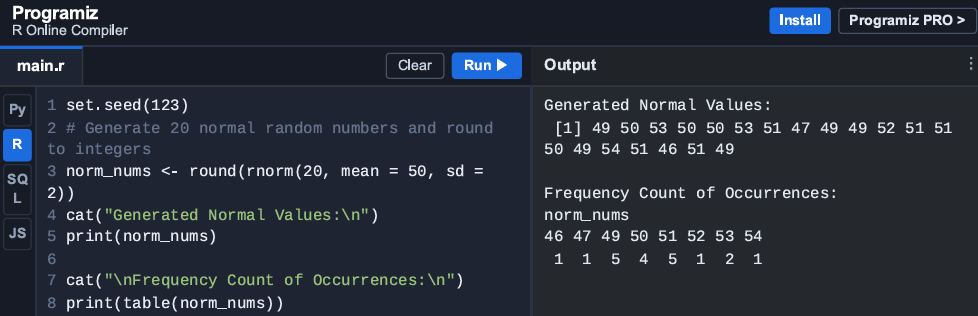 Programiz
R Online Compiler
Install
Programiz PRO >
main.r
Clear
Run
Output
Py
R
SQ
L
JS
1 set.seed(123)
2 # Generate 20 normal random numbers and round
to integers
3 norm_nums <- round(rnorm(20, mean = 50, sd =
2))
4 cat("Generated Normal Values:\n")
5 print(norm_nums)
6
7 cat("\nFrequency Count of Occurrences:\n")
8 print(table(norm_nums))
Generated Normal Values:
[1] 49 50 53 50 50 53 51 47 49 49 52 51 51
50 49 54 51 46 51 49
Frequency Count of Occurrences:
norm_nums
46 47 49 50 51 52 53 54
1 1 5 4 5 1 2 1